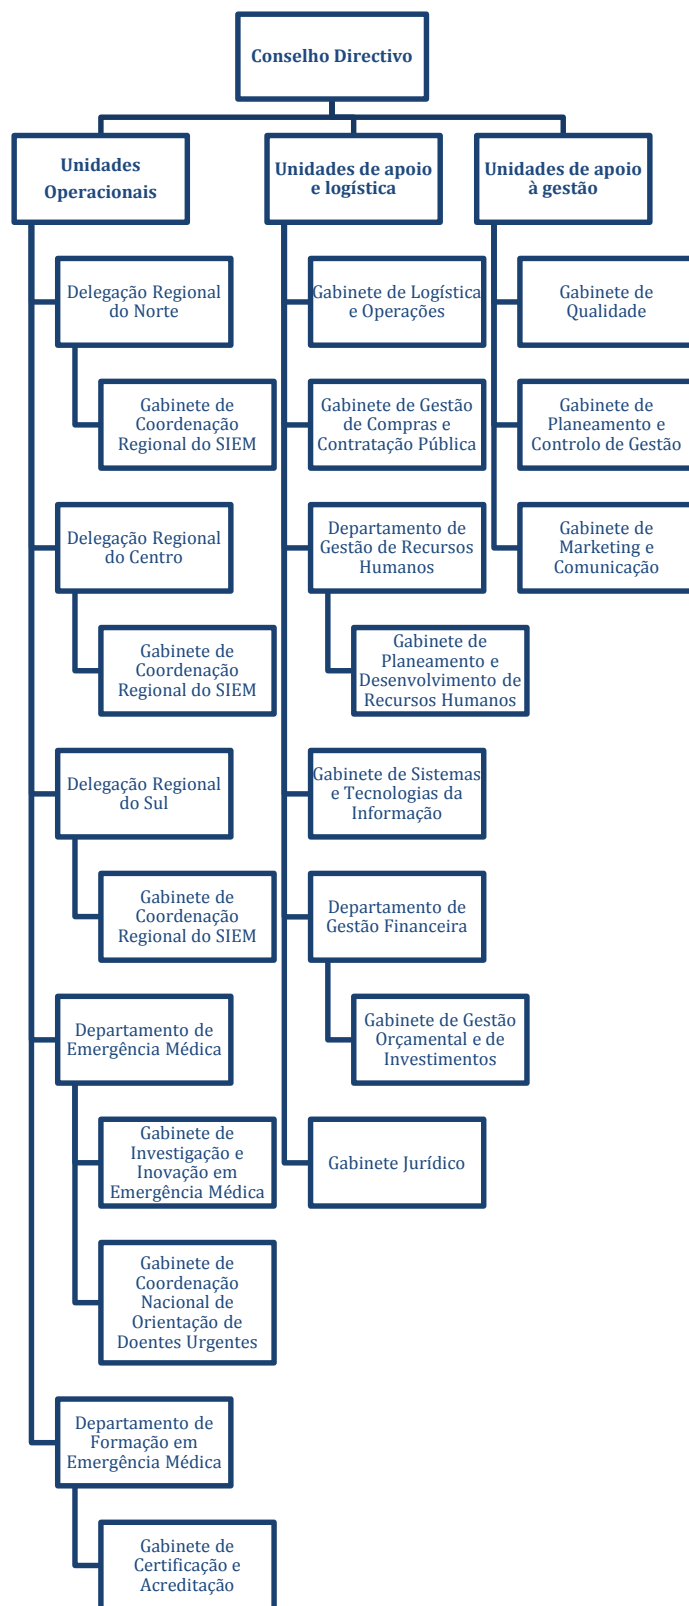 Conselho Directivo
Unidades
Operacionais
Unidades de apoio
e logística
Unidades de apoio
à gestão
Delegação Regional
do Norte
Gabinete de
Coordenação
Regional do SIEM
Delegação Regional
do Centro
Gabinete de
Coordenação
Regional do SIEM
Delegação Regional
do Sul
Gabinete de
Coordenação
Regional do SIEM
Departamento de
Emergência Médica
Gabinete de
Investigação e
Inovação em
Emergência Médica
Gabinete de
Coordenação
Nacional de
Orientação de
Doentes Urgentes
Departamento de
Formação em
Emergência Médica
Gabinete de
Certificação e
Acreditação
Gabinete de Logística
e Operações
Gabinete de Gestão
de Compras e
Contratação Pública
Departamento de
Gestão de Recursos
Humanos
Gabinete de
Planeamento e
Desenvolvimento de
Recursos Humanos
Gabinete de Sistemas
e Tecnologias da
Informação
Departamento de
Gestão Financeira
Gabinete de Gestão
Orçamental e de
Investimentos
Gabinete Jurídico
Gabinete de
Qualidade
Gabinete de
Planeamento e
Controlo de Gestão
Gabinete de
Marketing e
Comunicação